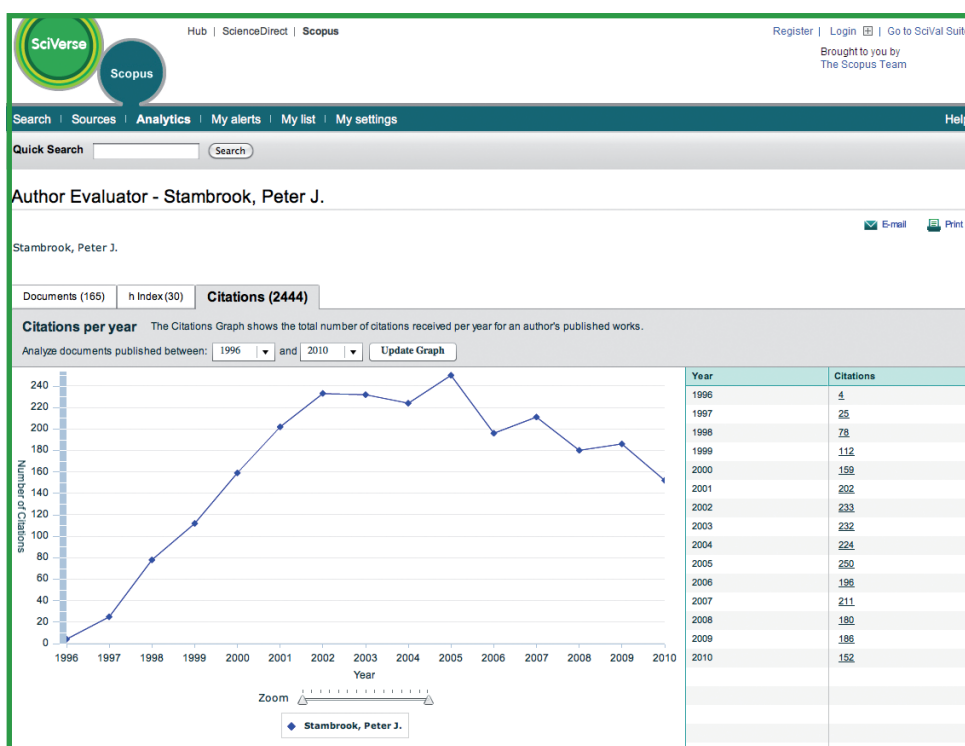 SciVerse
Scopus
Hub | ScienceDirect | Scopus
Register | Login | Go to SciVal Suite
Brought to you by
The Scopus Team
Search | Sources | Analytics | My alerts | My list | My settings
Help
Quick Search
Search
Author Evaluator - Stambrook, Peter J.
E-mail Print
Stambrook, Peter J.
Documents (165) h Index (30) Citations (2444)
Citations per year The Citations Graph shows the total number of citations received per year for an author's published works.
Analyze documents published between: 1996 and 2010 Update Graph
240
220
200
180
160
140
120
100
80
60
40
20
0
Number of Citations
1996 1997 1998 1999 2000 2001 2002 2003 2004 2005 2006 2007 2008 2009 2010
Year
Zoom
Stambrook, Peter J.
Year Citations
1996 4
1997 25
1998 78
1999 112
2000 159
2001 202
2002 233
2003 232
2004 224
2005 250
2006 196
2007 211
2008 180
2009 186
2010 152